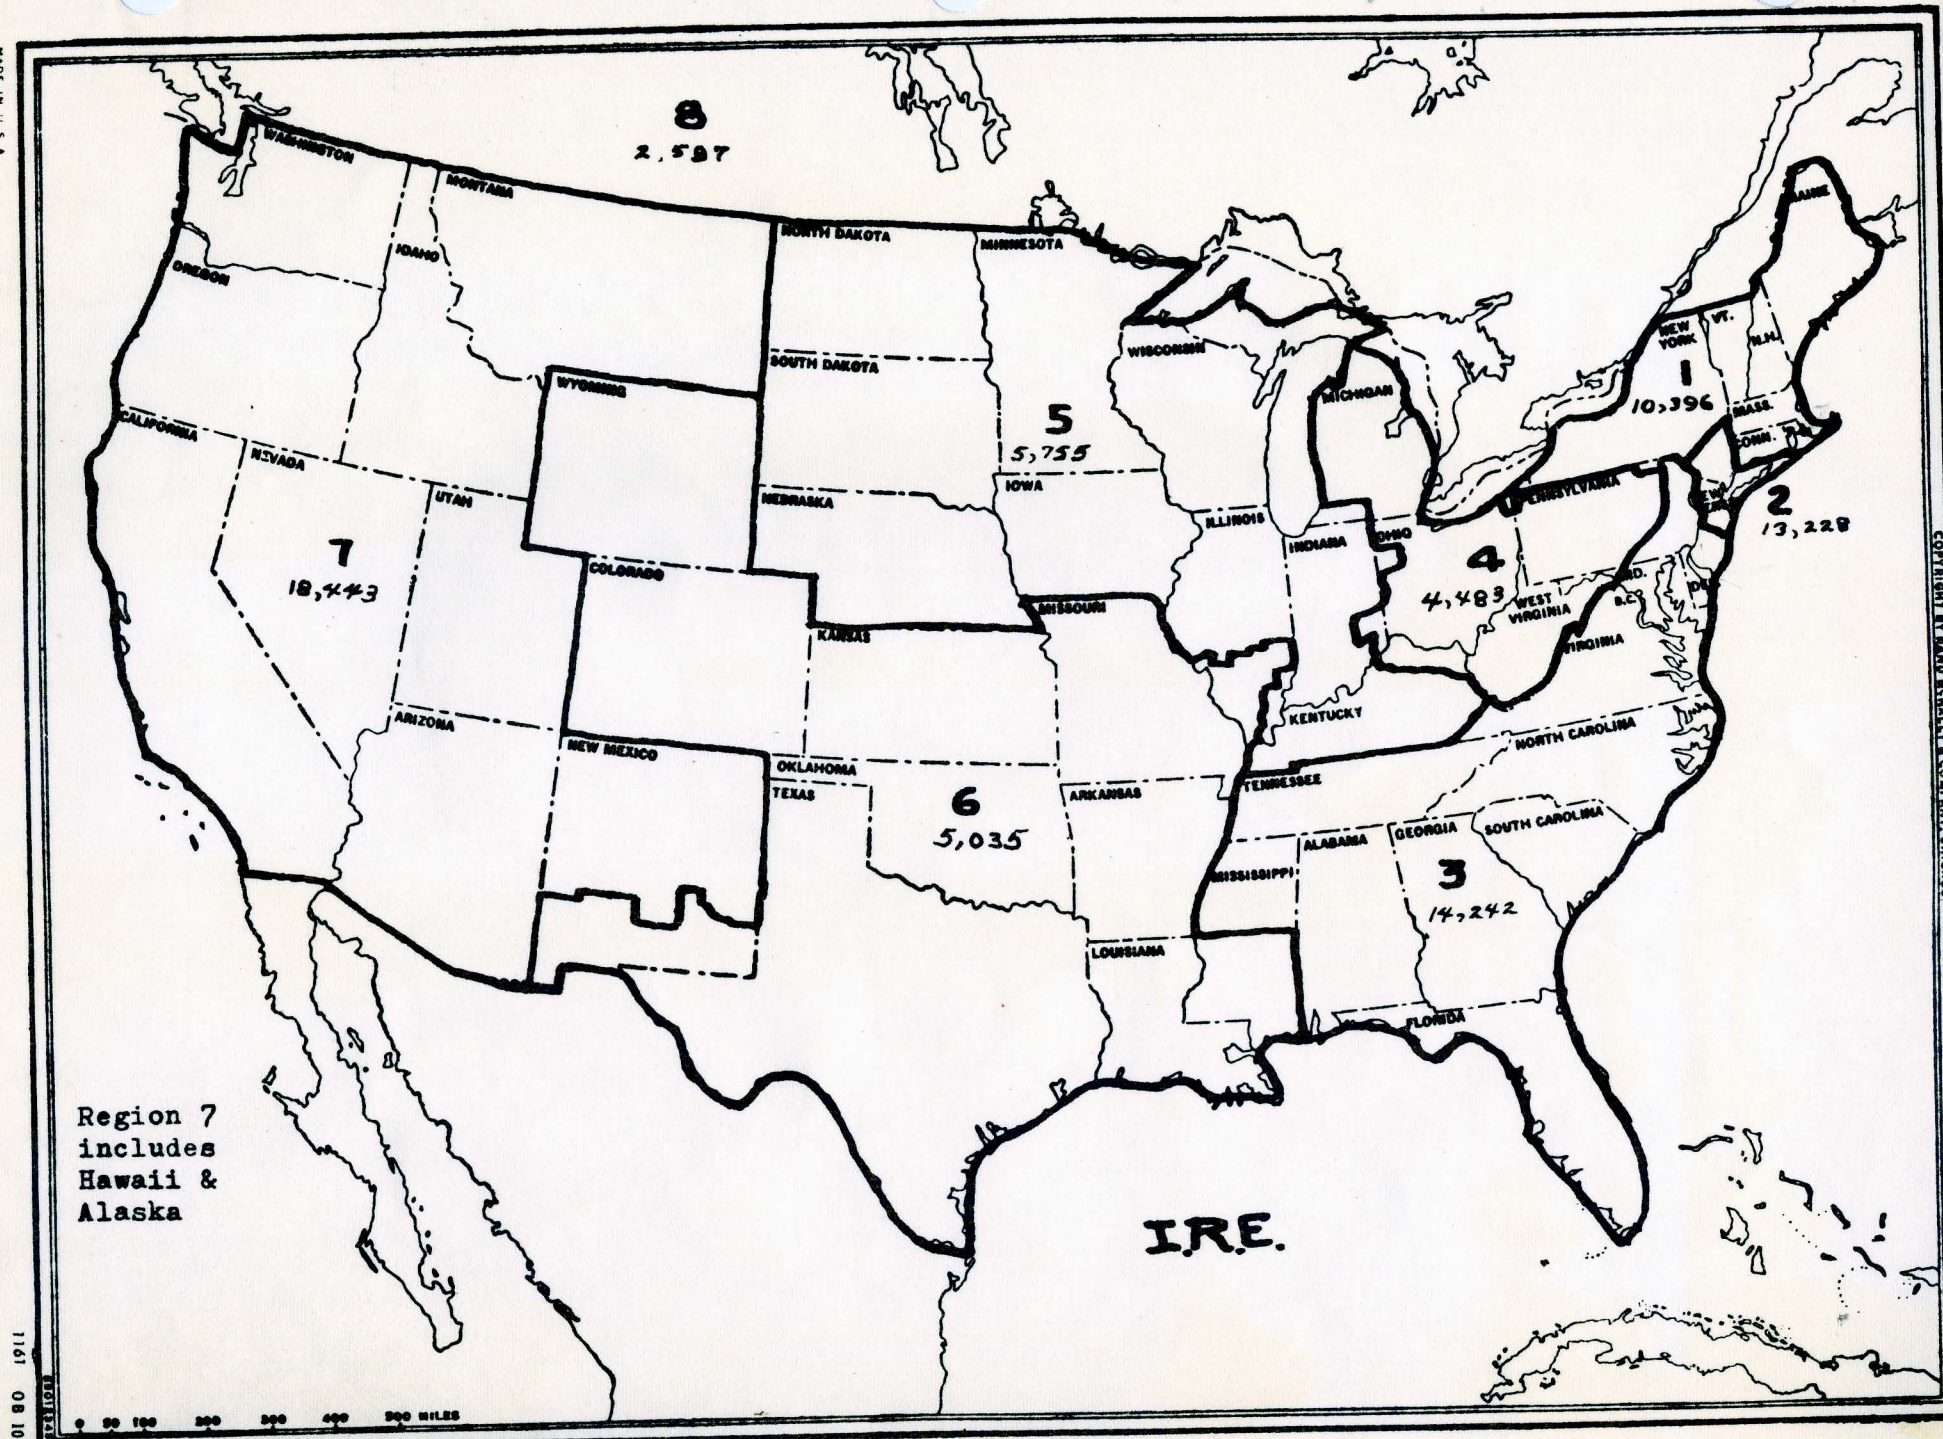 8
2,597
WASHINGTON
MONTANA
NORTH DAKOTA
MINNESOTA
MAINE
IDAHO
OREGON
SOUTH DAKOTA
WYOMING
WISCONSIN
MICHIGAN
NEW
YORK
VT.
N.H.
1
10,396
MASS.
CONN.
R.I.
CALIFORNIA
NEVADA
UTAH
5
5,755
NEBRASKA
IOWA
ILLINOIS
INDIANA
OHIO
PENNSYLVANIA
2
13,228
7
18,443
COLORADO
MISSOURI
KANSAS
4
4,483
WEST
VIRGINIA
MD.
D.C.
DEL
VIRGINIA
KENTUCKY
ARIZONA
NEW MEXICO
OKLAHOMA
TEXAS
NORTH CAROLINA
TENNESSEE
ARKANSAS
6
5,035
SOUTH CAROLINA
GEORGIA
ALABAMA
MISSISSIPPI
3
14,242
LOUISIANA
FLORIDA
Region 7
includes
Hawaii &
Alaska
I.R.E.
0 50 100 200 300 400 500 MILES
MADE IN U.S.A.